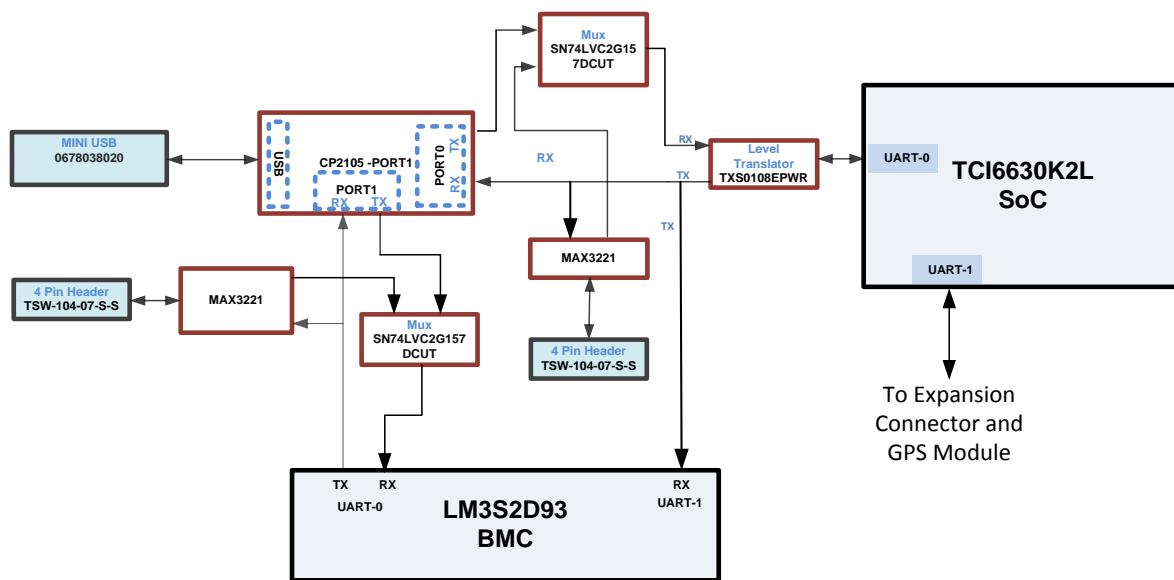 Mux
SN74LVC2G15
7DCUT
MINI USB
0678038020
USB
CP2105 -PORT1
PORT0
TX
RX
PORT1
RX
TX
RX
RX
TX
TX
Level
Translator
TXS0108EPWR
UART-0
TCI6630K2L
SoC
UART-1
4 Pin Header
TSW-104-07-S-S
MAX3221
Mux
SN74LVC2G157
DCUT
MAX3221
4 Pin Header
TSW-104-07-S-S
To Expansion
Connector and
GPS Module
TX
RX
UART-0
LM3S2D93
BMC
RX
UART-1